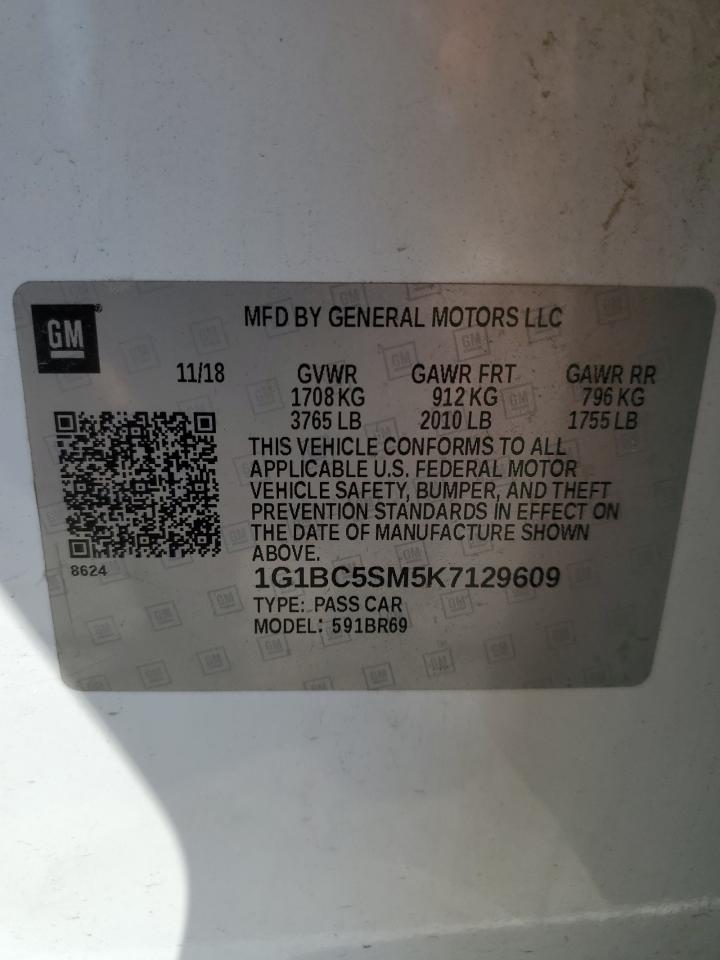 GM
MFD BY GENERAL MOTORS LLC
11/18 GVWR GAWR FRT GAWR RR
1708 KG 912 KG 796 KG
3765 LB 2010 LB 1755 LB
THIS VEHICLE CONFORMS TO ALL
APPLICABLE U.S. FEDERAL MOTOR
VEHICLE SAFETY, BUMPER, AND THEFT
PREVENTION STANDARDS IN EFFECT ON
THE DATE OF MANUFACTURE SHOWN
ABOVE.
8624
1G1BC5SM5K7129609
TYPE: PASS CAR
MODEL: 591BR69